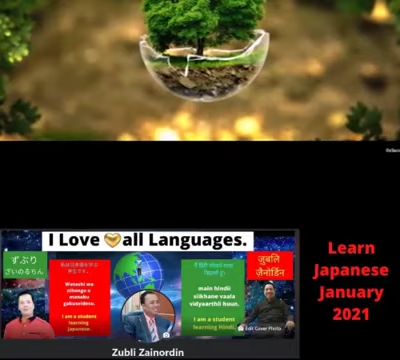 I Love all Languages.
ずぶり
ざいのるぢん
Watashi wa
nihongo o
manabu
gakuseidesu.
I am a student
learning
Japanese.
main hindii
siikhane vaala
vidyaarthii huun.
I am a student
learning Hindi.
ज़ुबलि
ज़ैनोर्डिन
Edit Cover Photo
Zubli Zainordin
Learn
Japanese
January
2021